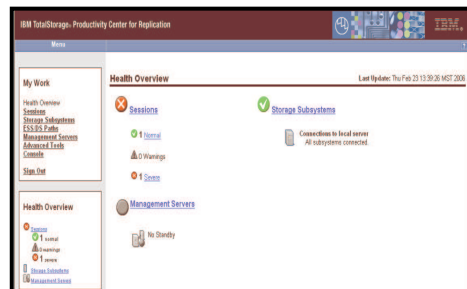 IBM TotalStorage® Productivity Center for Replication
IBM
Menu
?
My Work
Health Overview
Sessions
Storage Subsystems
ESS/DS Paths
Management Servers
Advanced Tools
Console
Sign Out
Health Overview
Sessions
1 normal
0 warnings
1 severe
Storage Subsystems
Management Servers
Health Overview
Last Update: Thu Feb 23 13:39:26 MST 2006
Sessions
1 Normal
0 Warnings
1 Severe
Management Servers
No Standby
Storage Subsystems
Connections to local server
All subsystems connected.